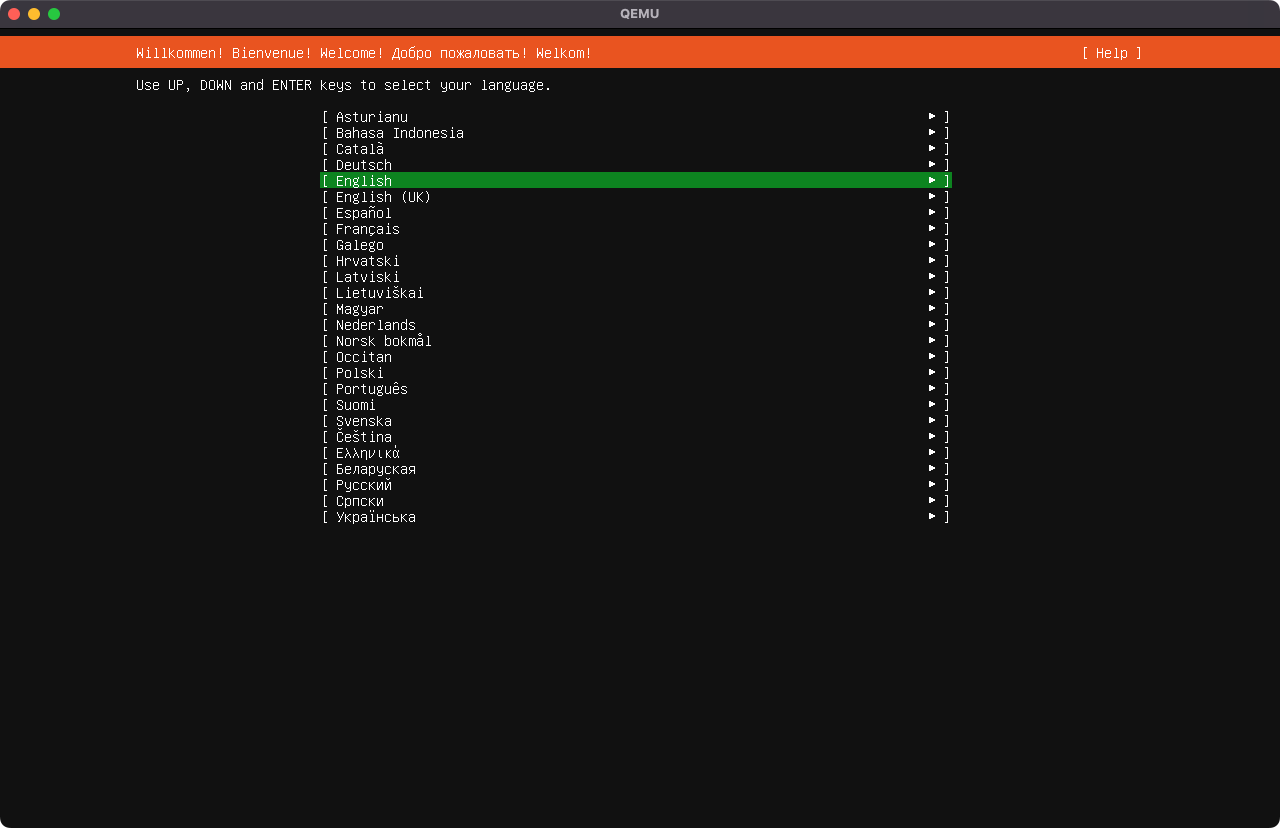 QEMU
Willkommen! Bienvenue! Welcome! Добро пожаловать! Welkom! [ Help ]
Use UP, DOWN and ENTER keys to select your language.
[ Asturianu ▸ ]
[ Bahasa Indonesia ▸ ]
[ Català ▸ ]
[ Deutsch ▸ ]
[ English ▸ ]
[ English (UK) ▸ ]
[ Español ▸ ]
[ Français ▸ ]
[ Galego ▸ ]
[ Hrvatski ▸ ]
[ Latviski ▸ ]
[ Lietuviškai ▸ ]
[ Magyar ▸ ]
[ Nederlands ▸ ]
[ Norsk bokmål ▸ ]
[ Occitan ▸ ]
[ Polski ▸ ]
[ Português ▸ ]
[ Suomi ▸ ]
[ Svenska ▸ ]
[ Čeština ▸ ]
[ Ελληνικά ▸ ]
[ Беларуская ▸ ]
[ Русский ▸ ]
[ Српски ▸ ]
[ Українська ▸ ]